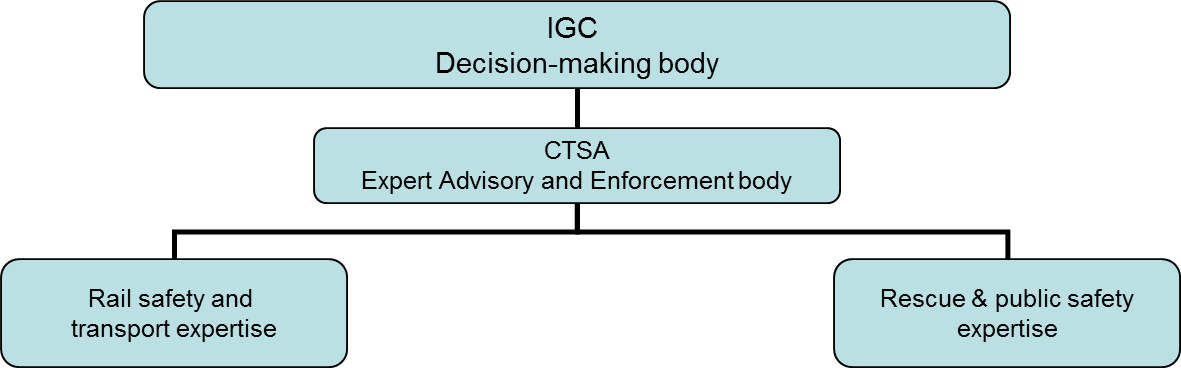 IGC
Decision-making body
CTSA
Expert Advisory and Enforcement body
Rail safety and
transport expertise
Rescue & public safety
expertise